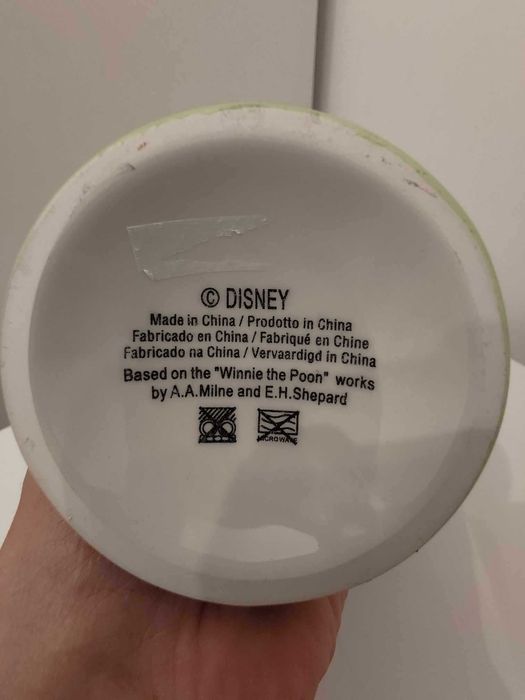 © DISNEY
Made in China / Prodotto in China
Fabricado en China / Fabriqué en Chine
Fabricado na China / Vervaardigd in China
Based on the "Winnie the Poon" works
by A.A.Milne and E.H.Shepard
MICROWAVE